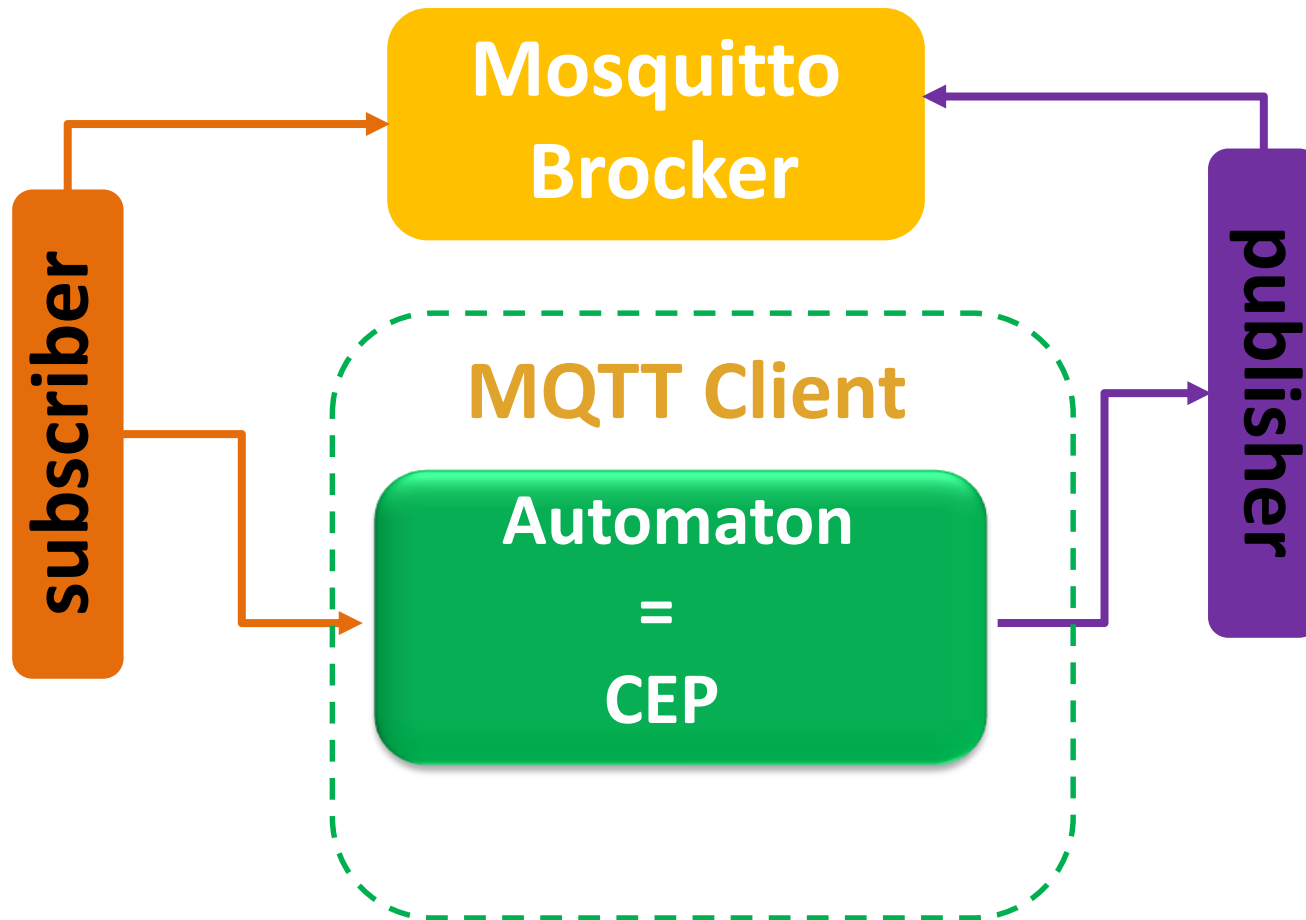 Mosquitto
Brocker
subscriber
publisher
MQTT Client
Automaton
=
CEP